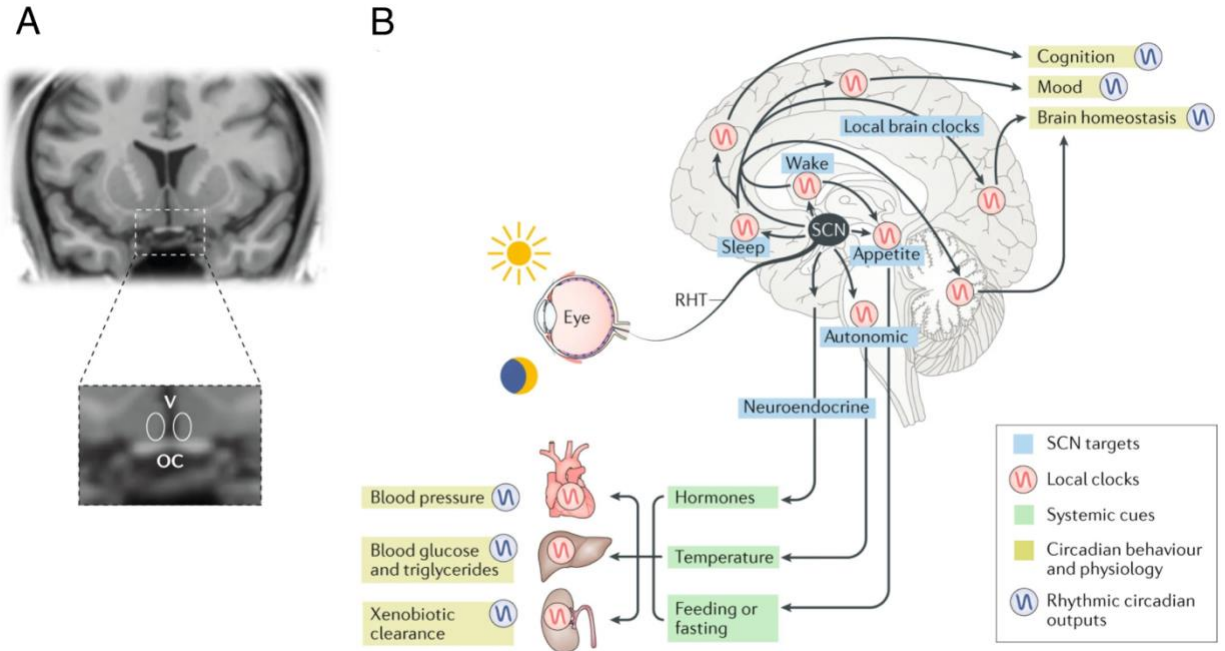 A
V
OC
B
Cognition
Mood
Brain homeostasis
Local brain clocks
Wake
SCN
Sleep
Appetite
RHT
Eye
Autonomic
Neuroendocrine
Blood pressure
Hormones
Blood glucose
and triglycerides
Temperature
Xenobiotic
clearance
Feeding or
fasting
SCN targets
Local clocks
Systemic cues
Circadian behaviour
and physiology
Rhythmic circadian
outputs